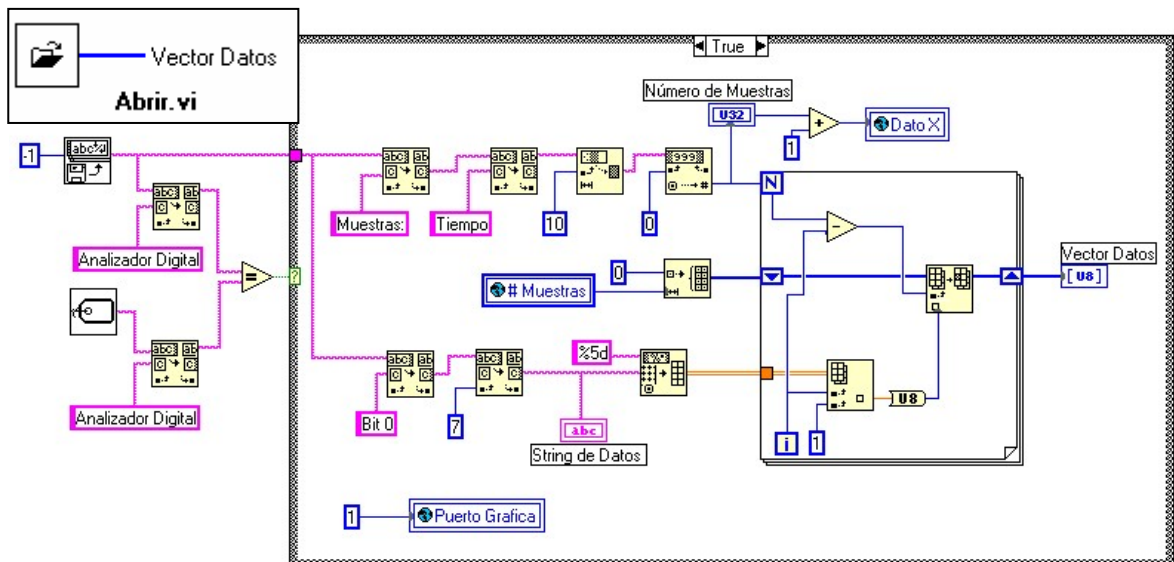 Vector Datos
Abrir.vi
True
Número de Muestras
U32
+
1
Dato X
-1
abc
Muestras:
Tiempo
10
0
999
N
-
Analizador Digital
=
?
# Muestras
0
Vector Datos
[U8]
%5d
Bit 0
7
abc
String de Datos
U8
i
1
Analizador Digital
1
Puerto Grafica